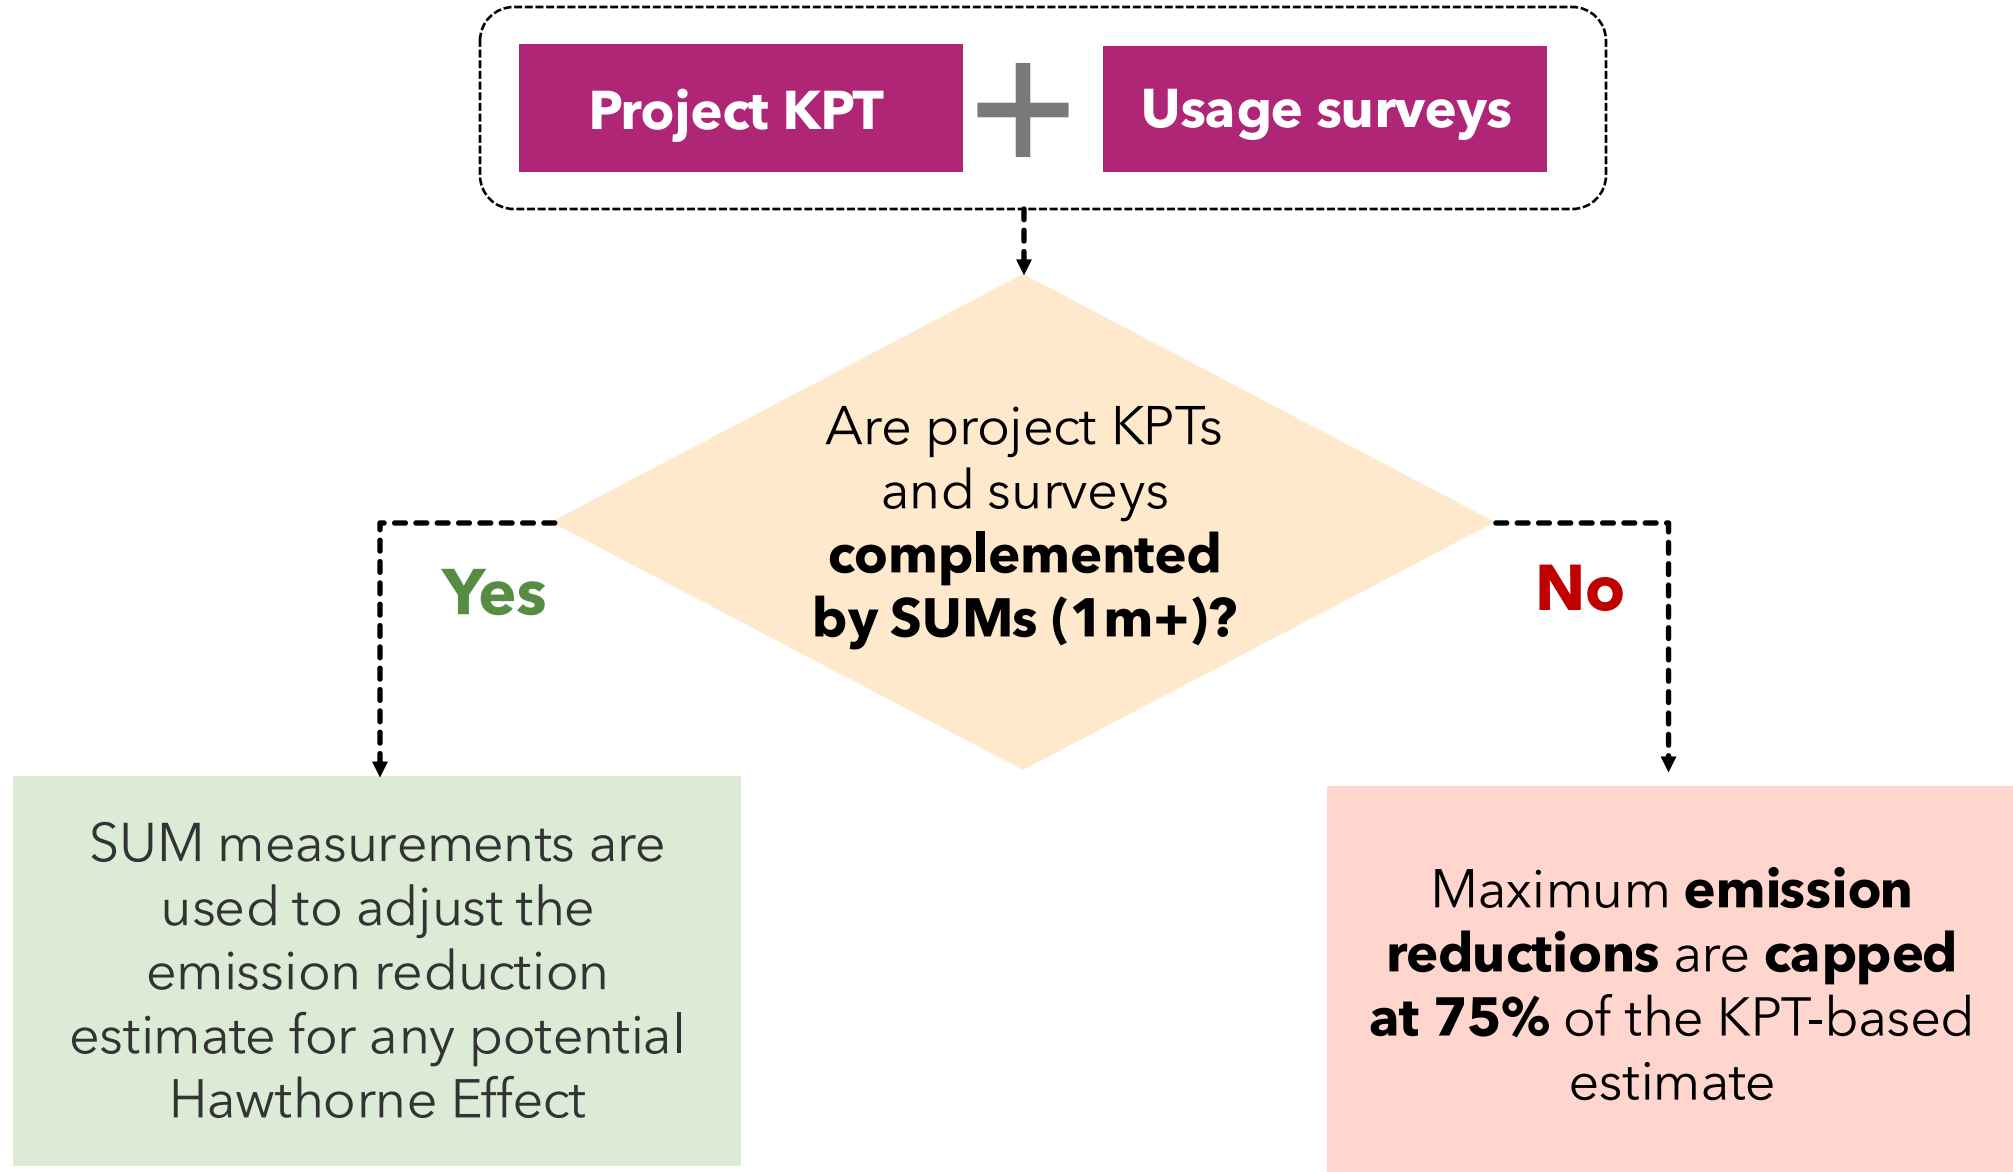 Project KPT
Usage surveys
Are project KPTs
and surveys
complemented
by SUMs (1m+)?
Yes
No
SUM measurements are
used to adjust the
emission reduction
estimate for any potential
Hawthorne Effect
Maximum emission
reductions are capped
at 75% of the KPT-based
estimate